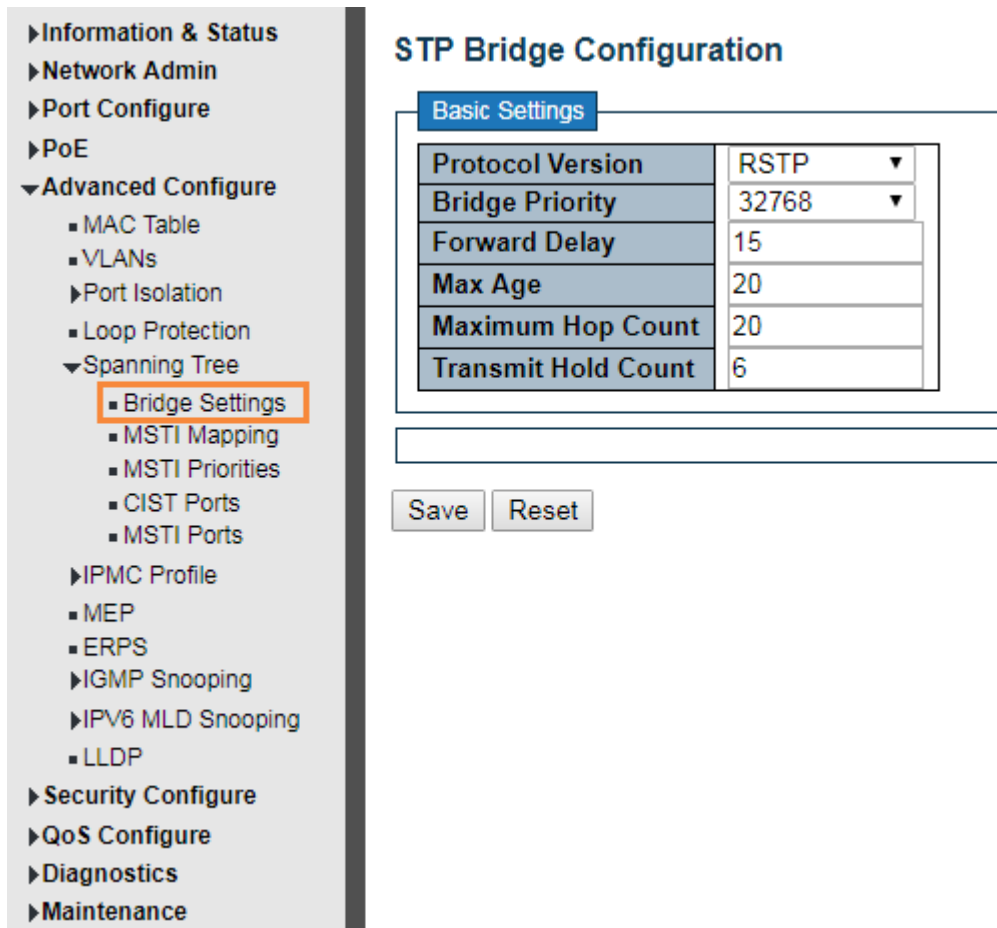 Information & Status
Network Admin
Port Configure
PoE
Advanced Configure
MAC Table
VLANs
Port Isolation
Loop Protection
Spanning Tree
Bridge Settings
MSTI Mapping
MSTI Priorities
CIST Ports
MSTI Ports
IPMC Profile
MEP
ERPS
IGMP Snooping
IPV6 MLD Snooping
LLDP
Security Configure
QoS Configure
Diagnostics
Maintenance
STP Bridge Configuration
Basic Settings
Protocol Version RSTP
Bridge Priority 32768
Forward Delay 15
Max Age 20
Maximum Hop Count 20
Transmit Hold Count 6
Save Reset